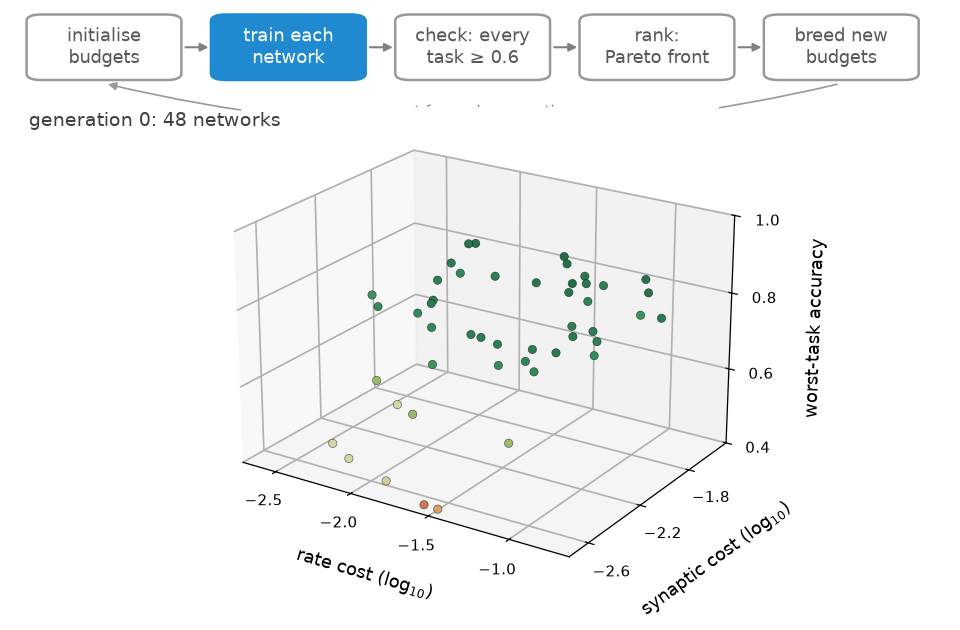 initialise
budgets
train each
network
check: every
task ≥ 0.6
rank:
Pareto front
breed new
budgets
generation 0: 48 networks
1.0
0.8
0.6
0.4
worst-task accuracy
−2.5
−2.0
−1.5
−1.0
rate cost (log₁₀)
−1.8
−2.2
−2.6
synaptic cost (log₁₀)